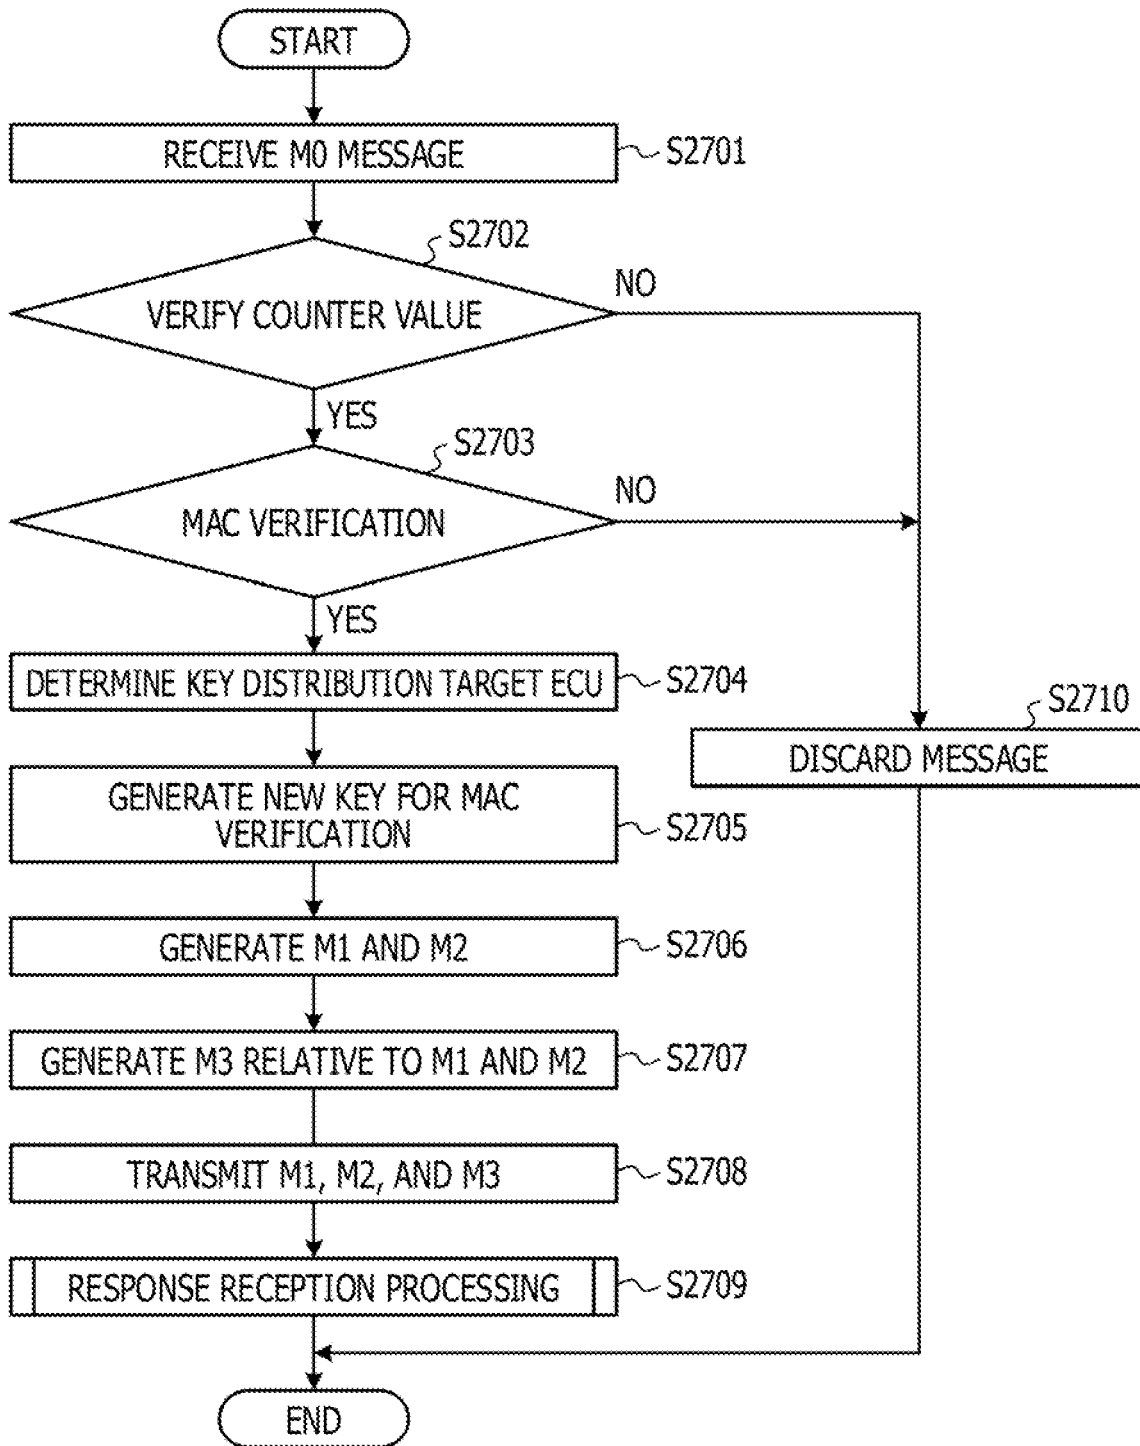 START
RECEIVE M0 MESSAGE
S2701
S2702
VERIFY COUNTER VALUE
NO
YES
S2703
MAC VERIFICATION
NO
YES
DETERMINE KEY DISTRIBUTION TARGET ECU
S2704
S2710
DISCARD MESSAGE
GENERATE NEW KEY FOR MAC
VERIFICATION
S2705
GENERATE M1 AND M2
S2706
GENERATE M3 RELATIVE TO M1 AND M2
S2707
TRANSMIT M1, M2, AND M3
S2708
RESPONSE RECEPTION PROCESSING
S2709
END